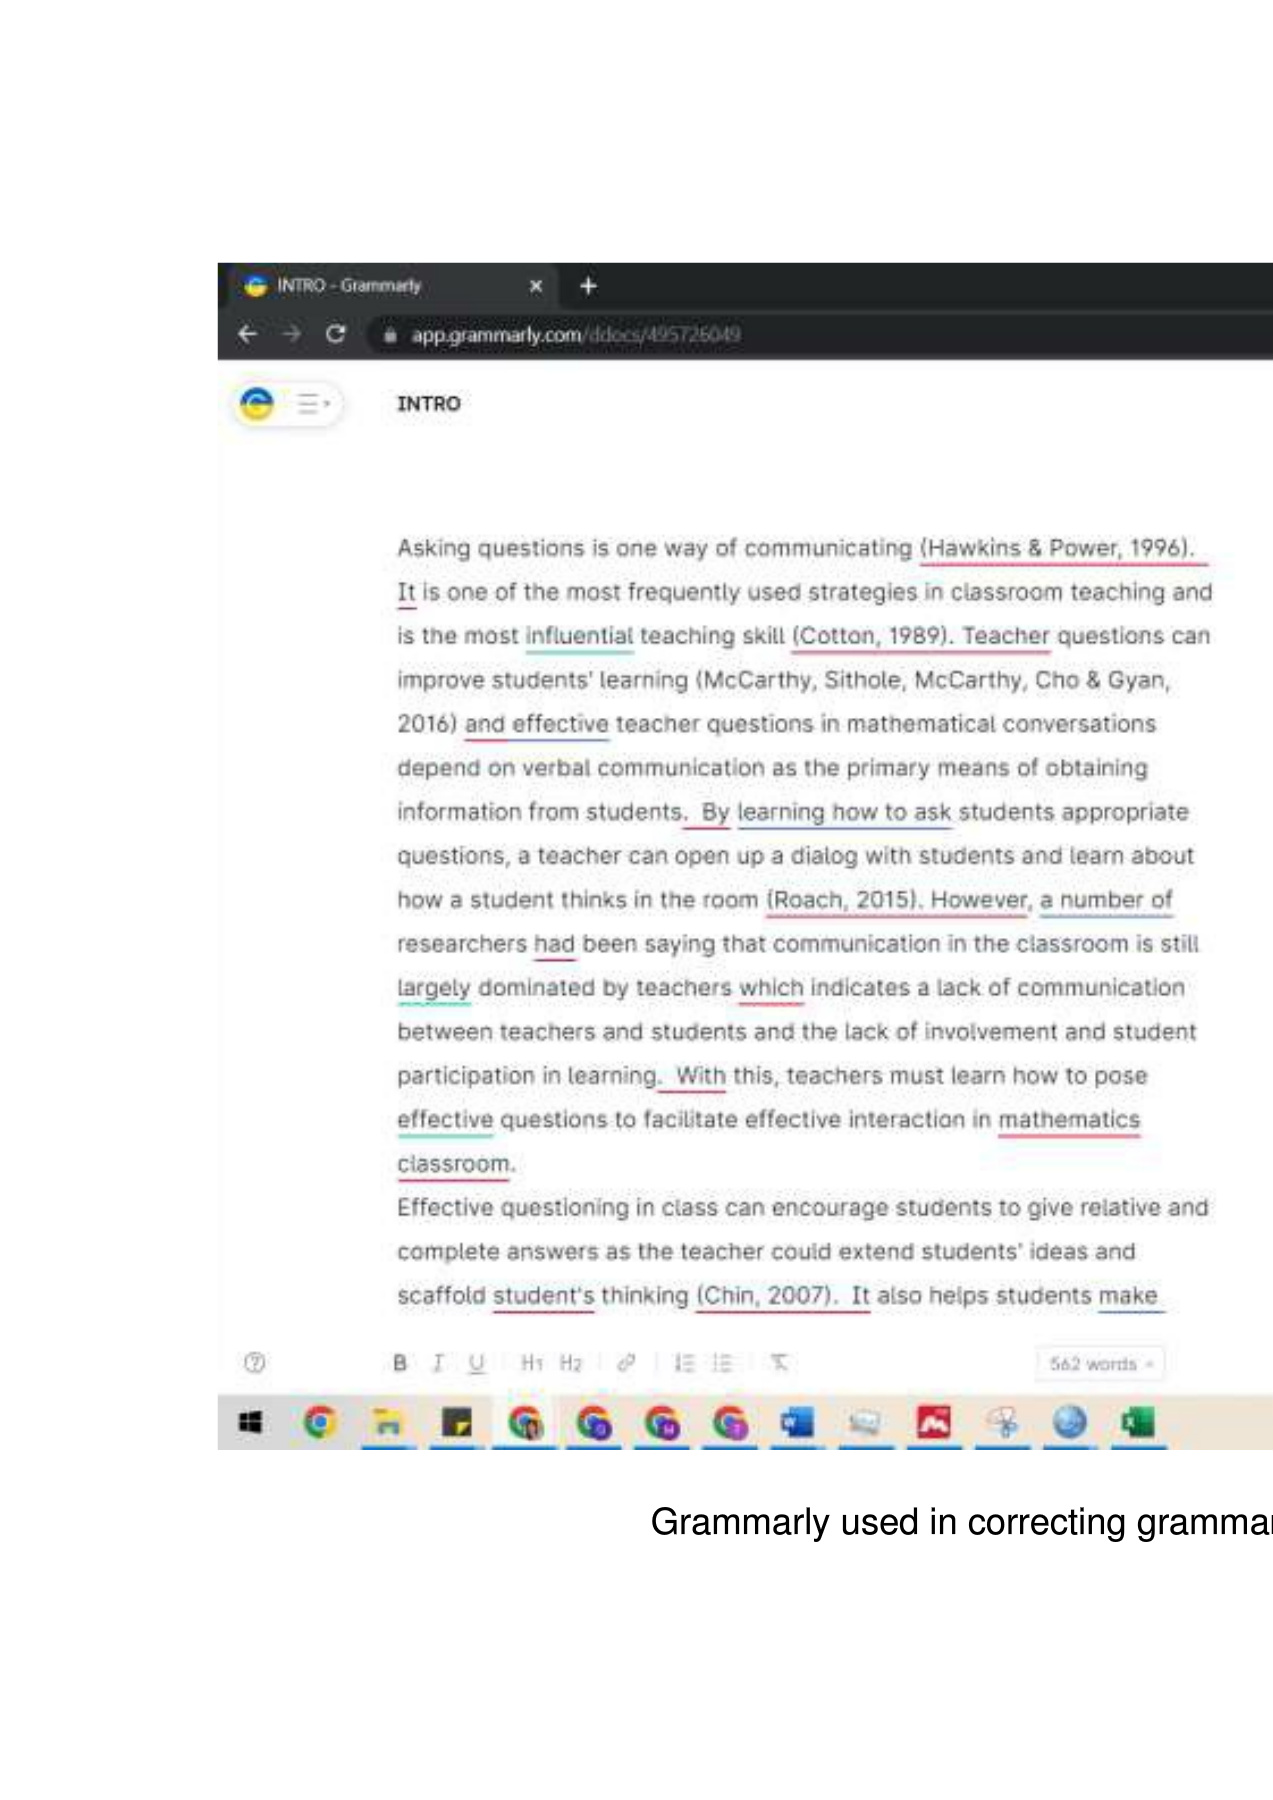 INTRO - Grammarly
app.grammarly.com/ddocs/495726049
INTRO
Asking questions is one way of communicating (Hawkins & Power, 1996).
It is one of the most frequently used strategies in classroom teaching and
is the most influential teaching skill (Cotton, 1989). Teacher questions can
improve students' learning (McCarthy, Sithole, McCarthy, Cho & Gyan,
2016) and effective teacher questions in mathematical conversations
depend on verbal communication as the primary means of obtaining
information from students.  By learning how to ask students appropriate
questions, a teacher can open up a dialog with students and learn about
how a student thinks in the room (Roach, 2015). However, a number of
researchers had been saying that communication in the classroom is still
largely dominated by teachers which indicates a lack of communication
between teachers and students and the lack of involvement and student
participation in learning.  With this, teachers must learn how to pose
effective questions to facilitate effective interaction in mathematics
classroom.
Effective questioning in class can encourage students to give relative and
complete answers as the teacher could extend students' ideas and
scaffold student's thinking (Chin, 2007).  It also helps students make
B I U H1 H2 562 words
Grammarly used in correcting grammar